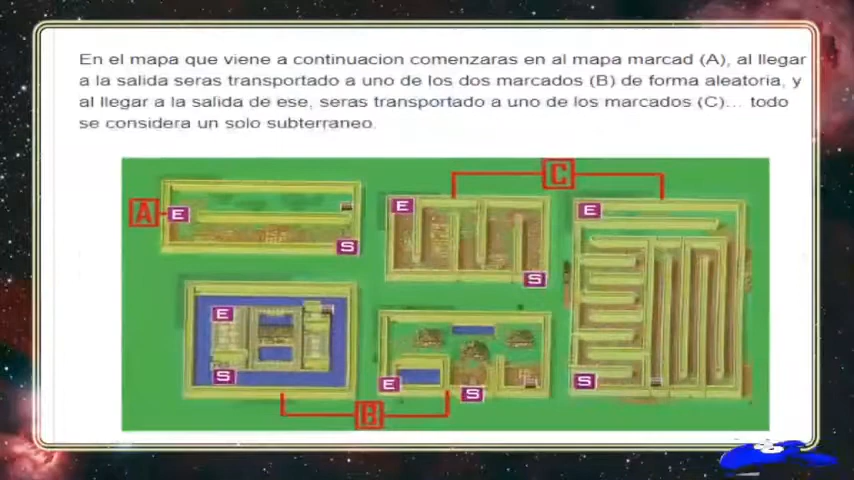 En el mapa que viene a continuacion comenzaras en al mapa marcad (A), al llegar
a la salida seras transportado a uno de los dos marcados (B) de forma aleatoria, y
al llegar a la salida de ese, seras transportado a uno de los marcados (C)... todo
se considera un solo subterraneo.
C
A E
S
E
S
E
S
E
S
E
S
B